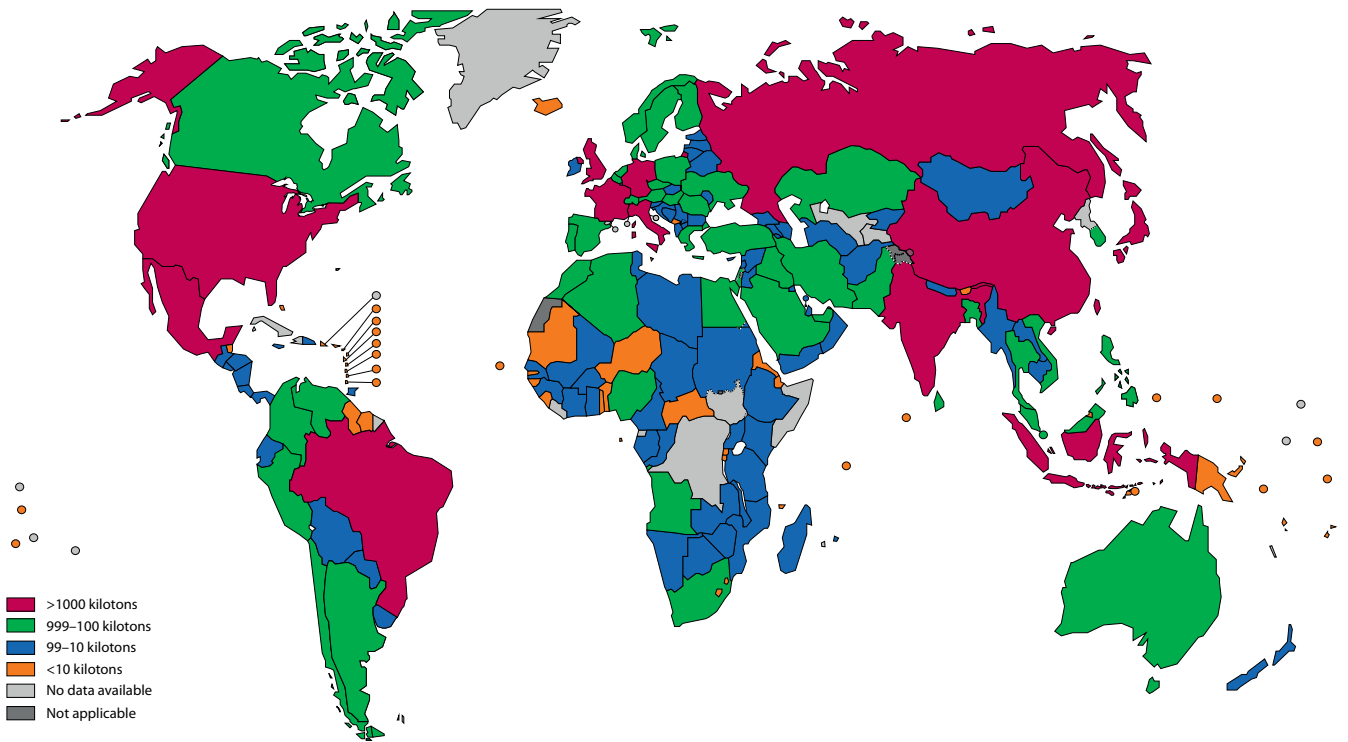 >1000 kilotons
999–100 kilotons
99–10 kilotons
<10 kilotons
No data available
Not applicable